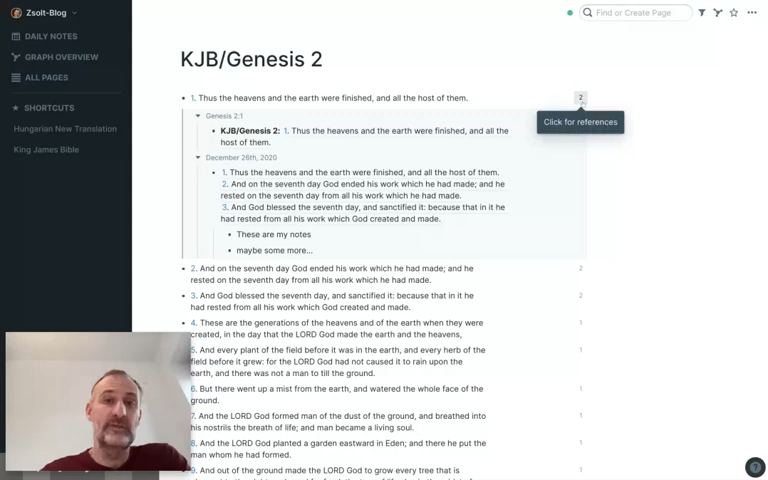 Zsolt-Blog
Find or Create Page
DAILY NOTES
GRAPH OVERVIEW
ALL PAGES
SHORTCUTS
Hungarian New Translation
King James Bible
KJB/Genesis 2
1. Thus the heavens and the earth were finished, and all the host of them.
2
Click for references
Genesis 2:1
KJB/Genesis 2: 1. Thus the heavens and the earth were finished, and all the
host of them.
December 26th, 2020
1. Thus the heavens and the earth were finished, and all the host of them.
2. And on the seventh day God ended his work which he had made; and he
rested on the seventh day from all his work which he had made.
3. And God blessed the seventh day, and sanctified it: because that in it he
had rested from all his work which God created and made.
These are my notes
maybe some more...
2. And on the seventh day God ended his work which he had made; and he
2
rested on the seventh day from all his work which he had made.
3. And God blessed the seventh day, and sanctified it: because that in it he
2
had rested from all his work which God created and made.
4. These are the generations of the heavens and of the earth when they were
1
created, in the day that the LORD God made the earth and the heavens,
5. And every plant of the field before it was in the earth, and every herb of the
1
field before it grew: for the LORD God had not caused it to rain upon the
earth, and there was not a man to till the ground.
6. But there went up a mist from the earth, and watered the whole face of the
1
ground.
7. And the LORD God formed man of the dust of the ground, and breathed into
1
his nostrils the breath of life; and man became a living soul.
8. And the LORD God planted a garden eastward in Eden; and there he put the
1
man whom he had formed.
9. And out of the ground made the LORD God to grow every tree that is
1
?